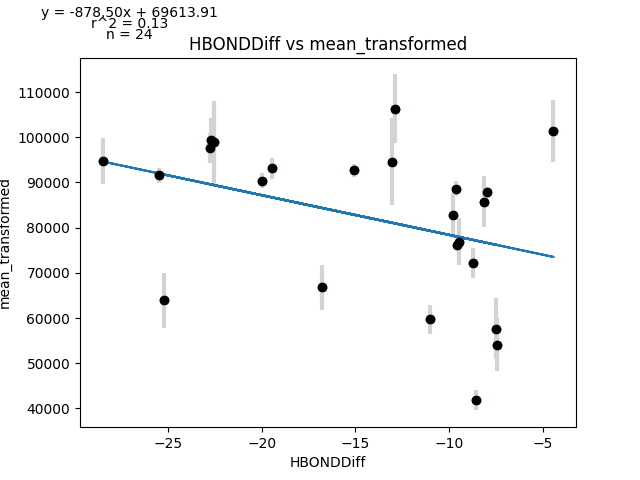 y = -878.50x + 69613.91
r^2 = 0.13
n = 24
HBONDDiff vs mean_transformed
110000
100000
90000
80000
70000
60000
50000
40000
mean_transformed
−25
−20
−15
−10
−5
HBONDDiff